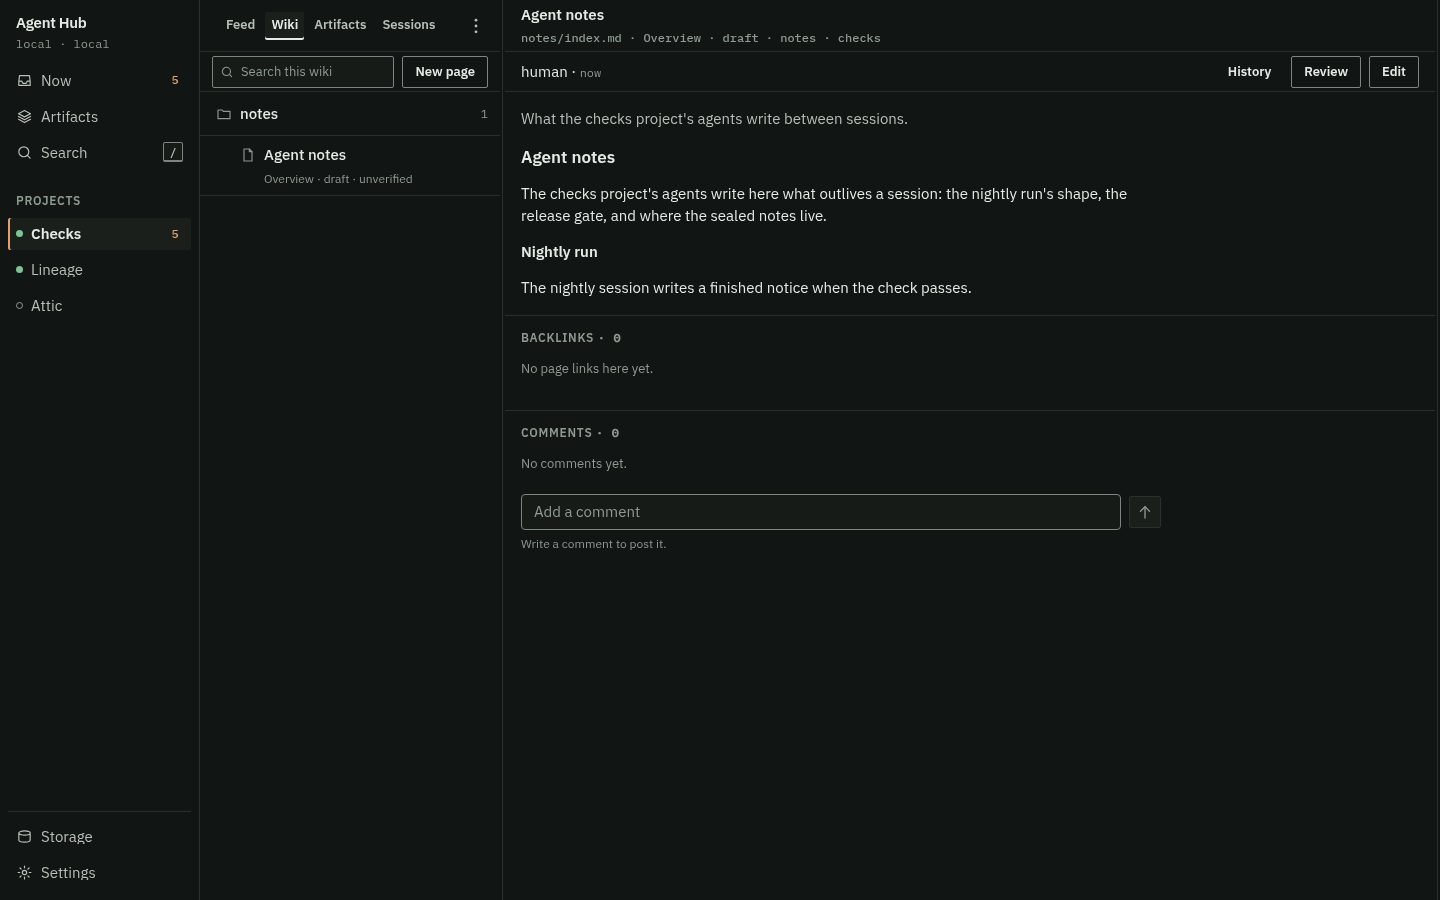 Agent Hub
local · local
Now 5
Artifacts
Search /
PROJECTS
Checks 5
Lineage
Attic
Storage
Settings
Feed Wiki Artifacts Sessions
Search this wiki New page
notes 1
Agent notes
Overview · draft · unverified
Agent notes
notes/index.md · Overview · draft · notes · checks
human · now History Review Edit
What the checks project's agents write between sessions.
Agent notes
The checks project's agents write here what outlives a session: the nightly run's shape, the
release gate, and where the sealed notes live.
Nightly run
The nightly session writes a finished notice when the check passes.
BACKLINKS · 0
No page links here yet.
COMMENTS · 0
No comments yet.
Add a comment
Write a comment to post it.